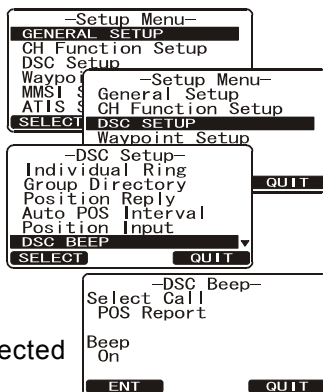 —Setup Menu—
GENERAL SETUP
CH Function Setup
DSC Setup
MMSI
ATIS
SELECT
—Setup Menu—
General Setup
CH Function Setup
DSC SETUP
Waypoint Setup
QUIT
—DSC Setup—
Individual Ring
Group Directory
Position Reply
Auto POS Interval
Position Input
DSC BEEP
SELECT QUIT
—DSC Beep—
Select Call
POS Report
Beep
On
ENT QUIT
ected